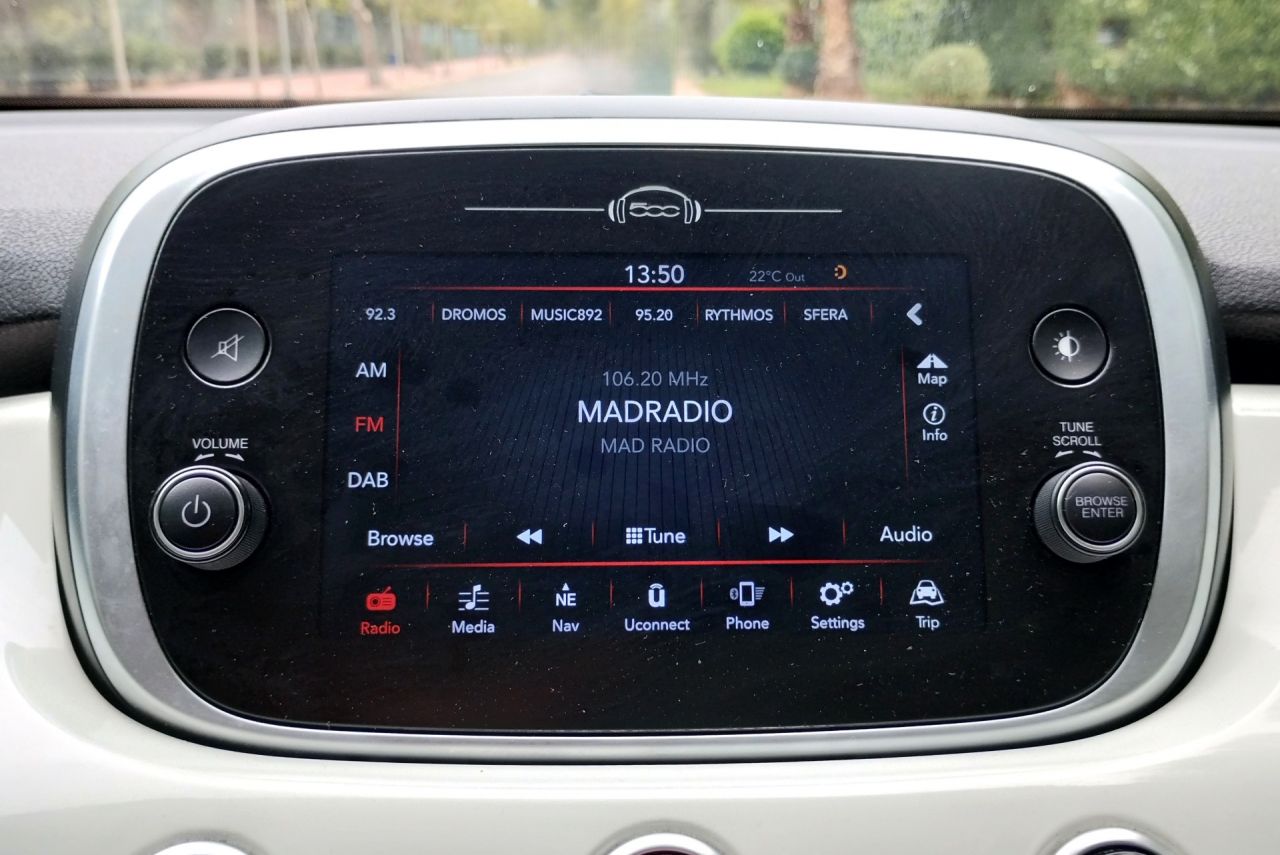 500
13:50 22°C Out
92.3 DROMOS MUSIC892 95.20 RYTHMOS SFERA
AM
FM
DAB
106.20 MHz
MADRADIO
MAD RADIO
Map
Info
VOLUME
TUNE
SCROLL
BROWSE
ENTER
Browse Tune Audio
NE
Radio Media Nav Uconnect Phone Settings Trip